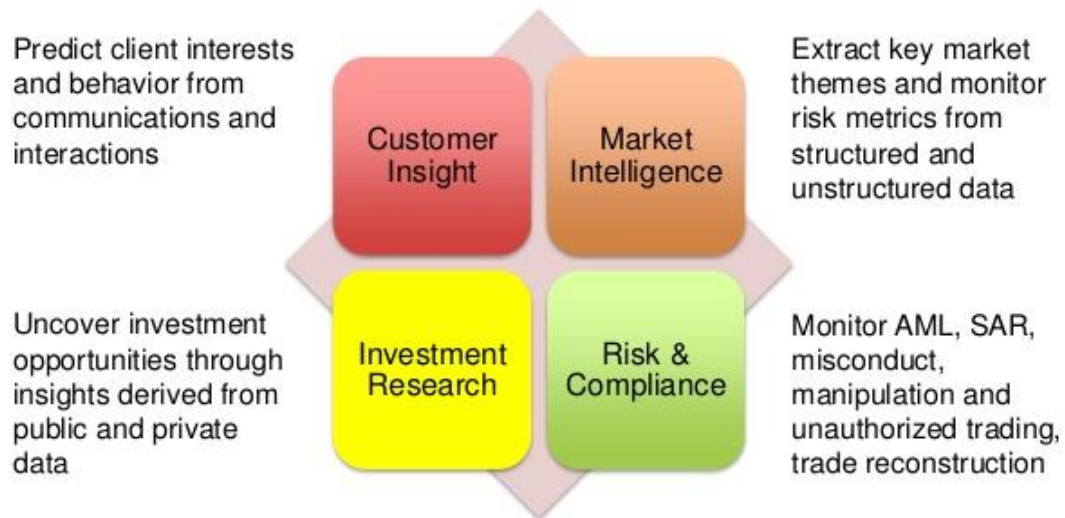 Predict client interests
and behavior from
communications and
interactions
Customer
Insight
Market
Intelligence
Extract key market
themes and monitor
risk metrics from
structured and
unstructured data
Uncover investment
opportunities through
insights derived from
public and private
data
Investment
Research
Risk &
Compliance
Monitor AML, SAR,
misconduct,
manipulation and
unauthorized trading,
trade reconstruction